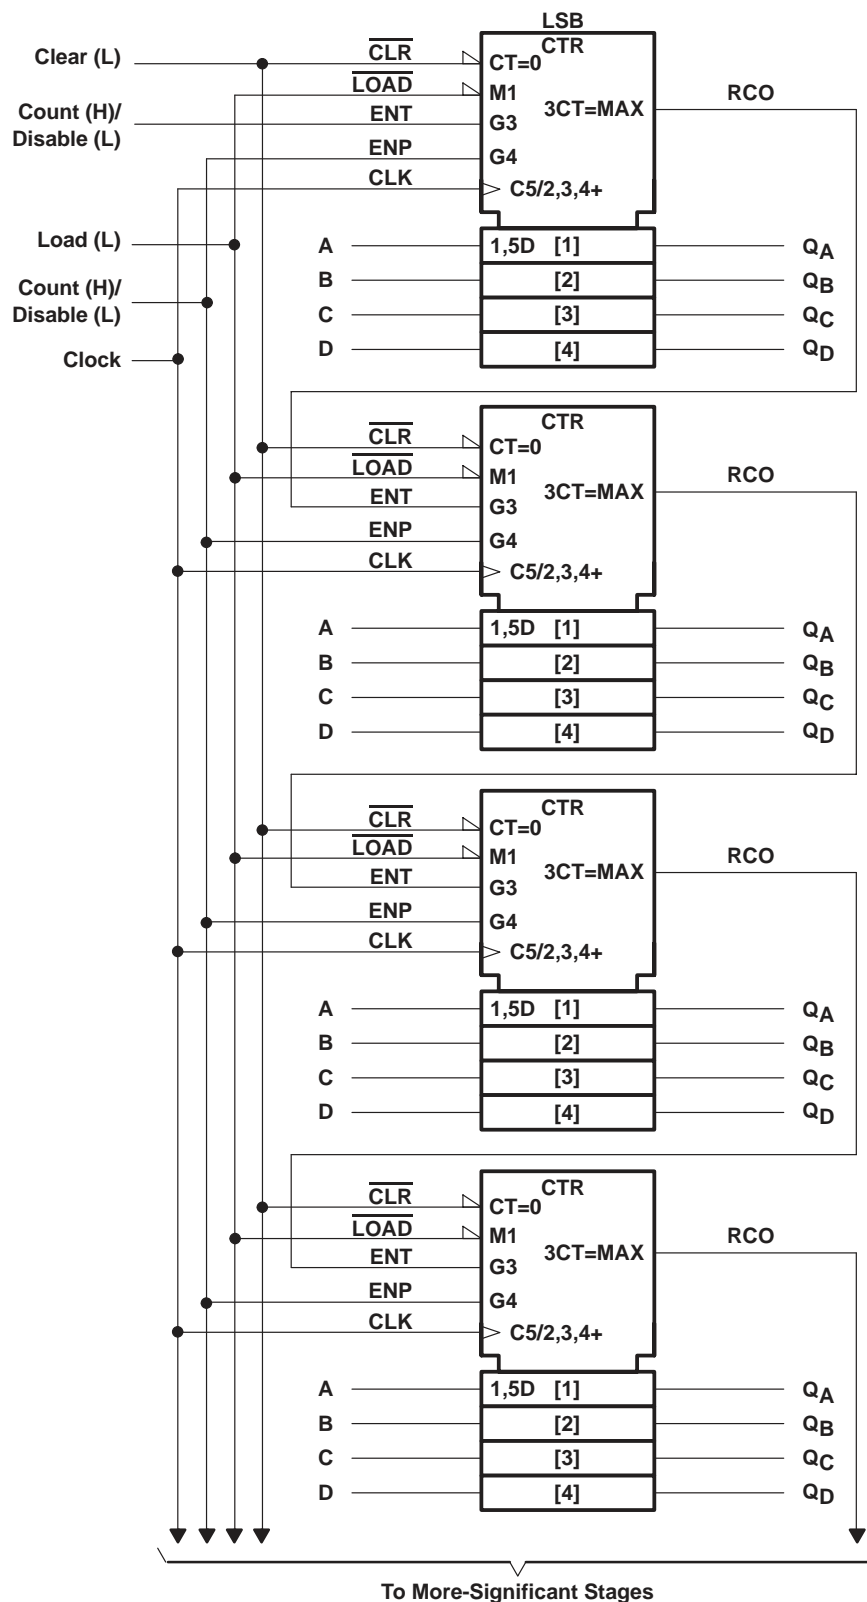 LSB
CTR
Clear (L)
CLR
CT=0
LOAD
M1
3CT=MAX
RCO
Count (H)/
Disable (L)
ENT
G3
ENP
G4
CLK
C5/2,3,4+
Load (L)
A
1,5D [1]
QA
Count (H)/
Disable (L)
B
[2]
QB
C
[3]
QC
Clock
D
[4]
QD
CTR
CLR
CT=0
LOAD
M1
3CT=MAX
RCO
ENT
G3
ENP
G4
CLK
C5/2,3,4+
A
1,5D [1]
QA
B
[2]
QB
C
[3]
QC
D
[4]
QD
CTR
CLR
CT=0
LOAD
M1
3CT=MAX
RCO
ENT
G3
ENP
G4
CLK
C5/2,3,4+
A
1,5D [1]
QA
B
[2]
QB
C
[3]
QC
D
[4]
QD
CTR
CLR
CT=0
LOAD
M1
3CT=MAX
RCO
ENT
G3
ENP
G4
CLK
C5/2,3,4+
A
1,5D [1]
QA
B
[2]
QB
C
[3]
QC
D
[4]
QD
To More-Significant Stages